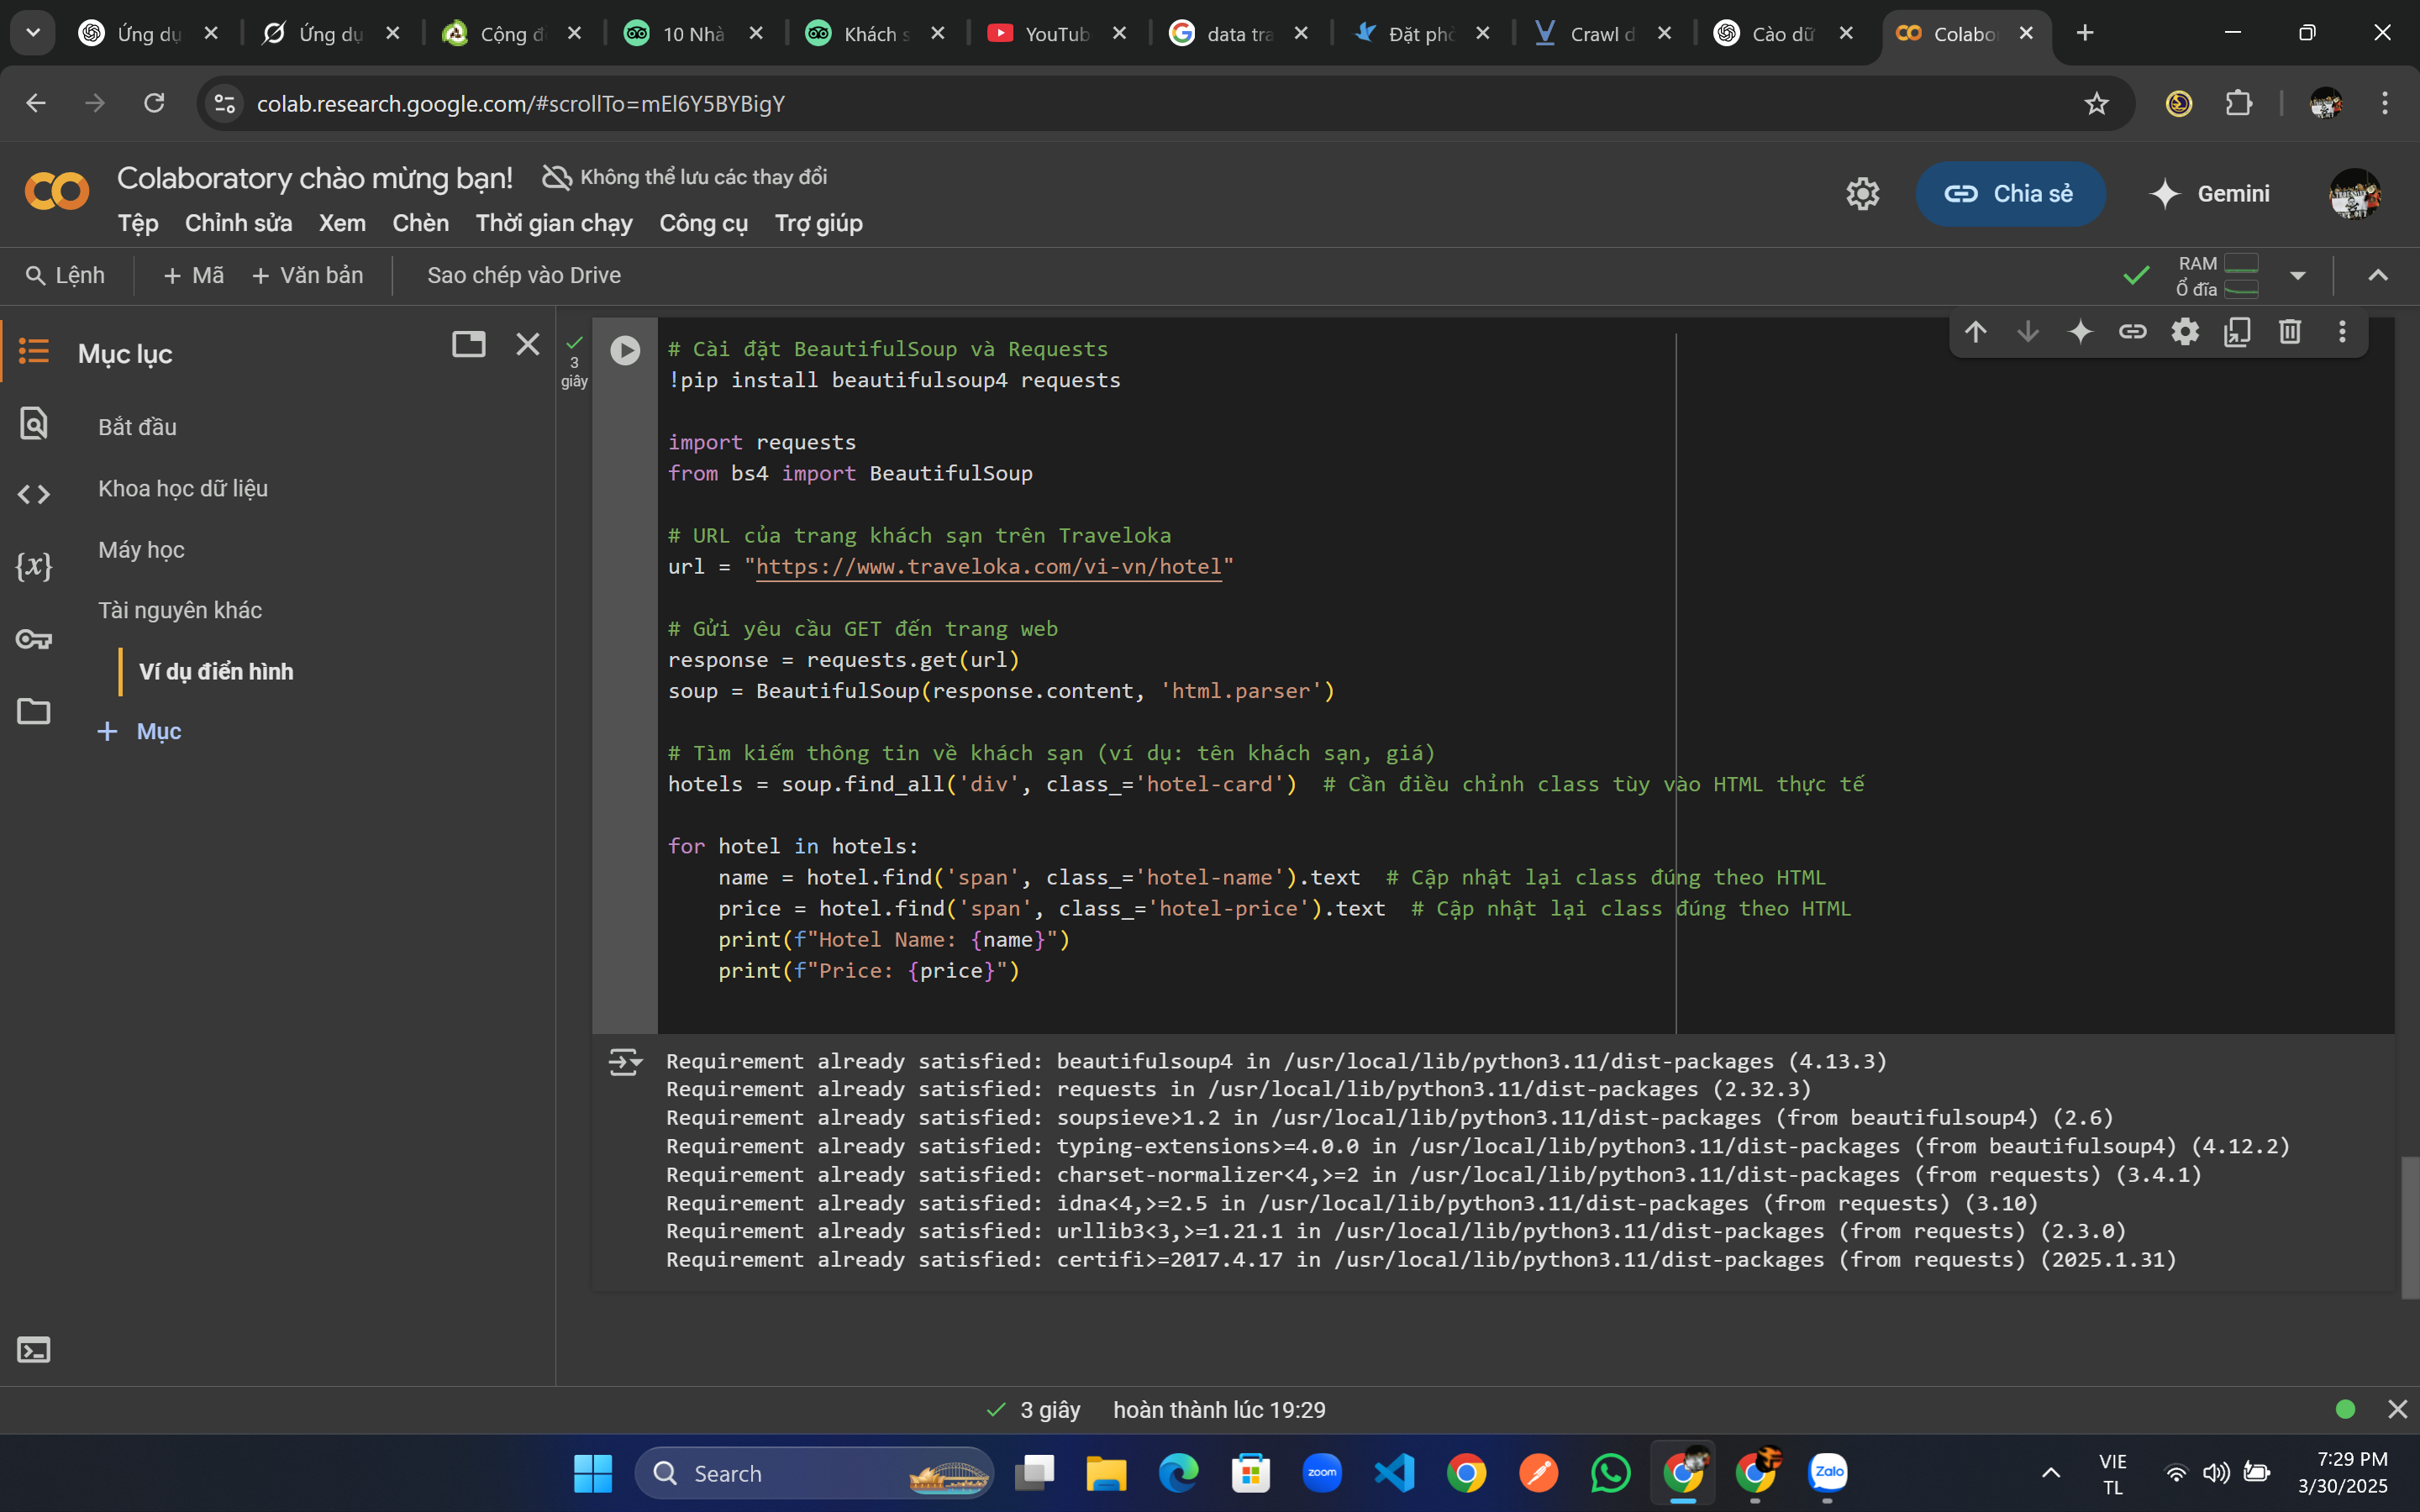 Ứng dụ
Ứng dụ
Cộng đ
10 Nhà
Khách s
YouTub
data tra
Đặt phò
Crawl d
Cào dữ
Colabo
colab.research.google.com/#scrollTo=mEl6Y5BYBigY
Colaboratory chào mừng bạn!
Không thể lưu các thay đổi
Chia sẻ
Gemini
Tệp Chỉnh sửa Xem Chèn Thời gian chạy Công cụ Trợ giúp
Lệnh + Mã + Văn bản Sao chép vào Drive
RAM
Ổ đĩa
Mục lục
Bắt đầu
Khoa học dữ liệu
Máy học
Tài nguyên khác
Ví dụ điển hình
+ Mục
3
giây
# Cài đặt BeautifulSoup và Requests
!pip install beautifulsoup4 requests
import requests
from bs4 import BeautifulSoup
# URL của trang khách sạn trên Traveloka
url = "https://www.traveloka.com/vi-vn/hotel"
# Gửi yêu cầu GET đến trang web
response = requests.get(url)
soup = BeautifulSoup(response.content, 'html.parser')
# Tìm kiếm thông tin về khách sạn (ví dụ: tên khách sạn, giá)
hotels = soup.find_all('div', class_='hotel-card')  # Cần điều chỉnh class tùy vào HTML thực tế
for hotel in hotels:
    name = hotel.find('span', class_='hotel-name').text  # Cập nhật lại class đúng theo HTML
    price = hotel.find('span', class_='hotel-price').text  # Cập nhật lại class đúng theo HTML
    print(f"Hotel Name: {name}")
    print(f"Price: {price}")
Requirement already satisfied: beautifulsoup4 in /usr/local/lib/python3.11/dist-packages (4.13.3)
Requirement already satisfied: requests in /usr/local/lib/python3.11/dist-packages (2.32.3)
Requirement already satisfied: soupsieve>1.2 in /usr/local/lib/python3.11/dist-packages (from beautifulsoup4) (2.6)
Requirement already satisfied: typing-extensions>=4.0.0 in /usr/local/lib/python3.11/dist-packages (from beautifulsoup4) (4.12.2)
Requirement already satisfied: charset-normalizer<4,>=2 in /usr/local/lib/python3.11/dist-packages (from requests) (3.4.1)
Requirement already satisfied: idna<4,>=2.5 in /usr/local/lib/python3.11/dist-packages (from requests) (3.10)
Requirement already satisfied: urllib3<3,>=1.21.1 in /usr/local/lib/python3.11/dist-packages (from requests) (2.3.0)
Requirement already satisfied: certifi>=2017.4.17 in /usr/local/lib/python3.11/dist-packages (from requests) (2025.1.31)
3 giây hoàn thành lúc 19:29
Search
zoom
Zalo
VIE
TL
7:29 PM
3/30/2025